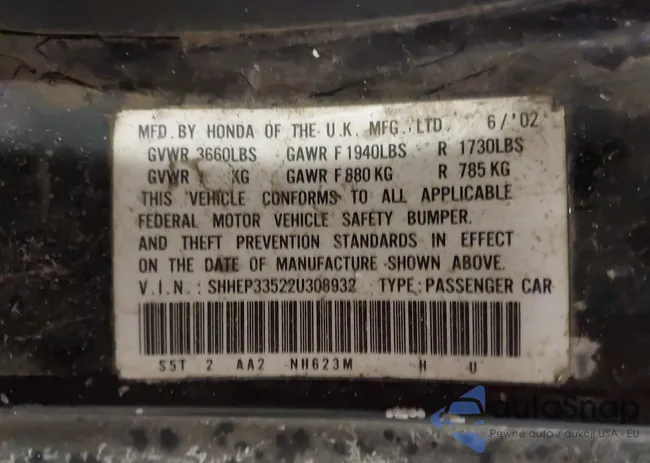 MFD. BY HONDA OF THE U.K. MFG., LTD. 6/'02
GVWR 3660LBS GAWR F 1940LBS R 1730LBS
GVWR KG GAWR F 880 KG R 785 KG
THIS VEHICLE CONFORMS TO ALL APPLICABLE
FEDERAL MOTOR VEHICLE SAFETY BUMPER.
AND THEFT PREVENTION STANDARDS IN EFFECT
ON THE DATE OF MANUFACTURE SHOWN ABOVE.
V.I.N.: SHHEP33522U308932 TYPE: PASSENGER CAR
S5T 2 AA2 NH623M H U
autoSnap
Pewne auto z aukcji USA i EU